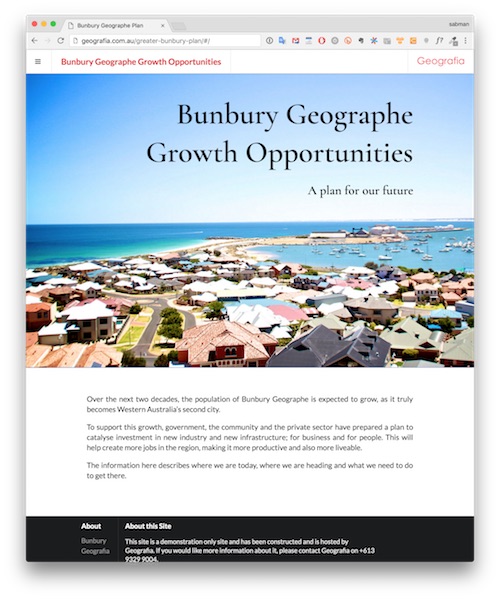 Bunbury Geographe Plan
sabman
geografia.com.au/greater-bunbury-plan/#/
Bunbury Geographe Growth Opportunities
Geografia
Bunbury Geographe
Growth Opportunities
A plan for our future
Over the next two decades, the population of Bunbury Geographe is expected to grow, as it truly
becomes Western Australia's second city.
To support this growth, government, the community and the private sector have prepared a plan to
catalyse investment in new industry and new infrastructure; for business and for people. This will
help create more jobs in the region, making it more productive and also more liveable.
The information here describes where we are today, where we are heading and what we need to do
to get there.
About
Bunbury
Geografia
About this Site
This site is a demonstration only site and has been constructed and is hosted by
Geografia. If you would like more information about it, please contact Geografia on +613
9329 9004.